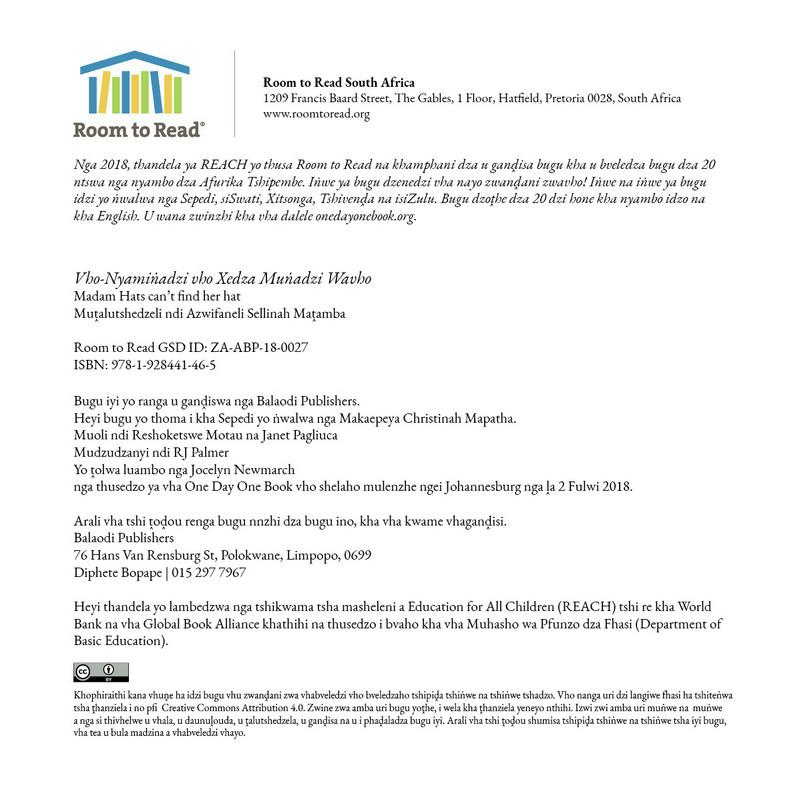 Room to Read®
Room to Read South Africa
1209 Francis Baard Street, The Gables, 1 Floor, Hatfield, Pretoria 0028, South Africa
www.roomtoread.org
Nga 2018, thandela ya REACH yo thusa Room to Read na khamphani dza u ganḓisa bugu kha u bveledza bugu dza 20
ntswa nga nyambo dza Afurika Tshipembe. Iṅwe ya bugu dzenedzi vha nayo zwanḓani zwavho! Iṅwe na iṅwe ya bugu
idzi yo ṅwalwa nga Sepedi, siSwati, Xitsonga, Tshivenḓa na isiZulu. Bugu dzoṱhe dza 20 dzi hone kha nyambo idzo na
kha English. U wana zwinzhi kha vha dalele onedayonebook.org.
Vho-Nyamiṅadzi vho Xedza Muṅadzi Wavho
Madam Hats can't find her hat
Muṱalutshedzeli ndi Azwifaneli Sellinah Maṱamba
Room to Read GSD ID: ZA-ABP-18-0027
ISBN: 978-1-928441-46-5
Bugu iyi yo ranga u ganḓiswa nga Balaodi Publishers.
Heyi bugu yo thoma i kha Sepedi yo ṅwalwa nga Makaepeya Christinah Mapatha.
Muoli ndi Reshoketswe Motau na Janet Pagliuca
Mudzudzanyi ndi RJ Palmer
Yo ṱolwa luambo nga Jocelyn Newmarch
nga thusedzo ya vha One Day One Book vho shelaho mulenzhe ngei Johannesburg nga ḽa 2 Fulwi 2018.
Arali vha tshi ṱoḓou renga bugu nnzhi dza bugu ino, kha vha kwame vhaganḓisi.
Balaodi Publishers
76 Hans Van Rensburg St, Polokwane, Limpopo, 0699
Diphete Bopape | 015 297 7967
Heyi thandela yo lambedzwa nga tshikwama tsha masheleni a Education for All Children (REACH) tshi re kha World
Bank na vha Global Book Alliance khathihi na thusedzo i bvaho kha vha Muhasho wa Pfunzo dza Fhasi (Department of
Basic Education).
cc BY
Khophiraithi kana vhuṋe ha idzi bugu vhu zwanḓani zwa vhabveledzi vho bveledzaho tshipiḓa tshiṅwe na tshiṅwe tshadzo. Vho nanga uri dzi langiwe fhasi ha tshiteṅwa
tsha ṱhanziela i no pfi Creative Commons Attribution 4.0. Zwine zwa amba uri bugu yoṱhe, i wela kha ṱhanziela yeneyo nthihi. Izwi zwi amba uri muṅwe na muṅwe
a nga si thivhelwe u vhala, u daunuḽouda, u ṱalutshedzela, u ganḓisa na u i phaḓaladza bugu iyi. Arali vha tshi ṱoḓou shumisa tshipiḓa tshiṅwe na tshiṅwe tsha iyi bugu,
vha tea u bula madzina a vhabveledzi vhayo.